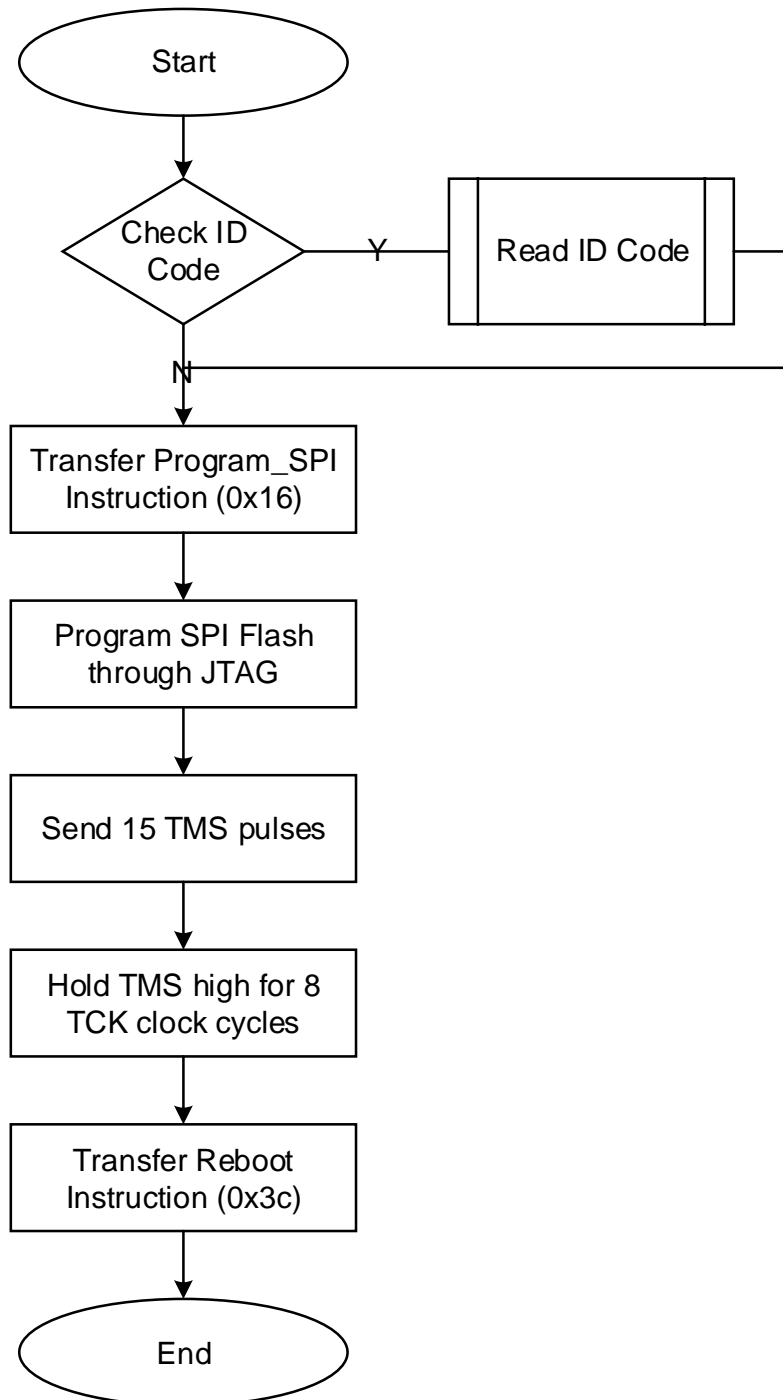 Start
Check ID
Code
Y
Read ID Code
N
Transfer Program_SPI
Instruction (0x16)
Program SPI Flash
through JTAG
Send 15 TMS pulses
Hold TMS high for 8
TCK clock cycles
Transfer Reboot
Instruction (0x3c)
End